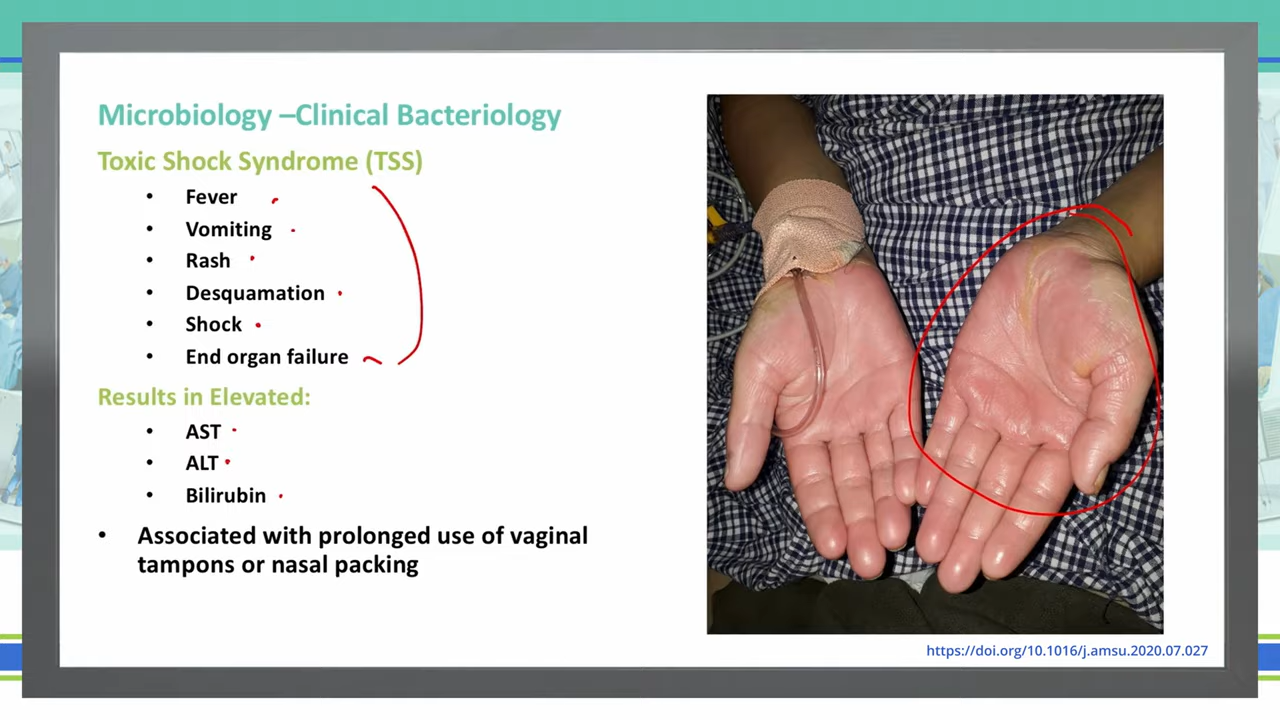 Microbiology –Clinical Bacteriology
Toxic Shock Syndrome (TSS)
• Fever
• Vomiting
• Rash
• Desquamation
• Shock
• End organ failure
Results in Elevated:
• AST
• ALT
• Bilirubin
• Associated with prolonged use of vaginal
tampons or nasal packing
https://doi.org/10.1016/j.amsu.2020.07.027